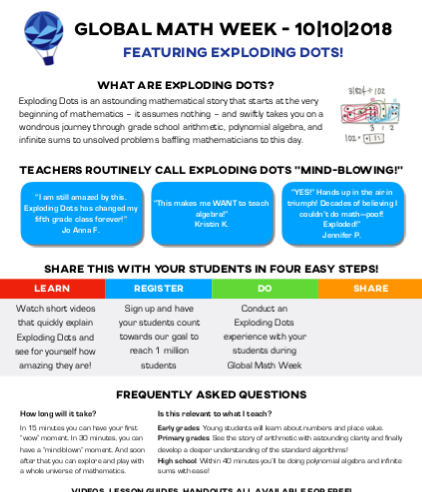 GLOBAL MATH WEEK - 10|10|2018
FEATURING EXPLODING DOTS!
WHAT ARE EXPLODING DOTS?
Exploding Dots is an astounding mathematical story that starts at the very
beginning of mathematics – it assumes nothing – and swiftly takes you on a
wondrous journey through grade school arithmetic, polynomial algebra, and
infinite sums to unsolved problems baffling mathematicians to this day.
TEACHERS ROUTINELY CALL EXPLODING DOTS "MIND-BLOWING!"
"I am still amazed by this.
Exploding Dots has changed my
fifth grade class forever!"
Jo Anna F.
"This makes me WANT to teach
algebra!"
Kristin K.
"YES!" Hands up in the air in
triumph! Decades of believing I
couldn't do math—poof!
Exploded!"
Jennifer P.
SHARE THIS WITH YOUR STUDENTS IN FOUR EASY STEPS!
LEARN
Watch short videos
that quickly explain
Exploding Dots and
see for yourself how
amazing they are!
REGISTER
Sign up and have
your students count
towards our goal to
reach 1 million
students
DO
Conduct an
Exploding Dots
experience with your
students during
Global Math Week
SHARE
FREQUENTLY ASKED QUESTIONS
How long will it take?
In 15 minutes you can have your first
"wow" moment. In 30 minutes, you can
have a "mind-blown" moment. And soon
after that you can explore and play with
a whole universe of mathematics.
Is this relevant to what I teach?
Early grades Young students will learn about numbers and place value.
Primary grades See the story of arithmetic with astounding clarity and finally
develop a deeper understanding of the standard algorithms!
High school Within 40 minutes you'll be doing polynomial algebra and infinite
sums with ease!
VIDEOS, LESSON GUIDES, HANDOUTS ALL AVAILABLE FOR FREE!